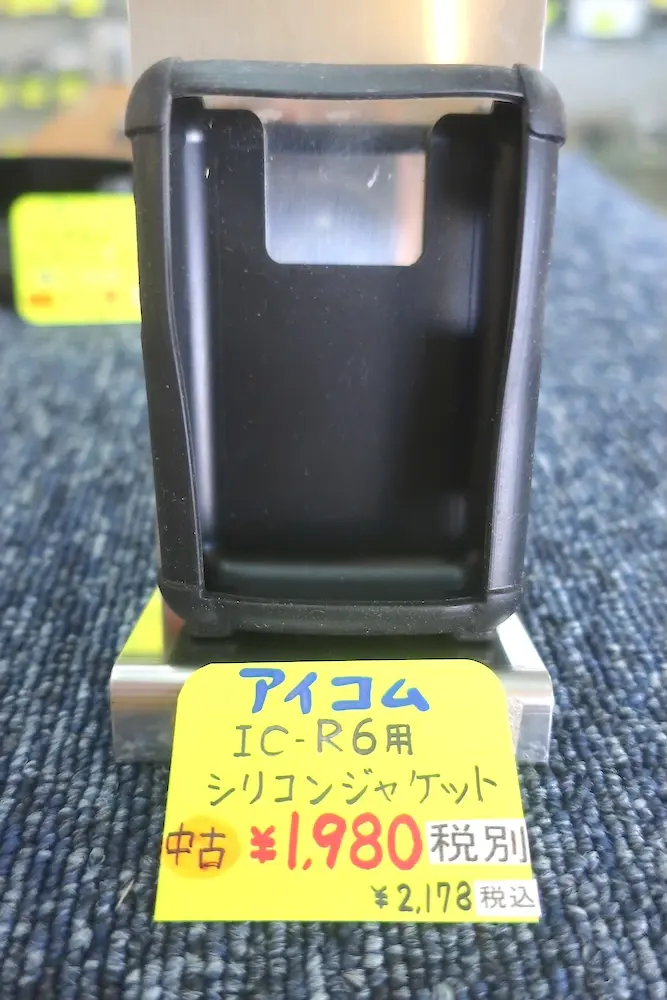 アイコム
IC-R6用
シリコンジャケット
中古 ¥1,980 税別
¥2,178 税込